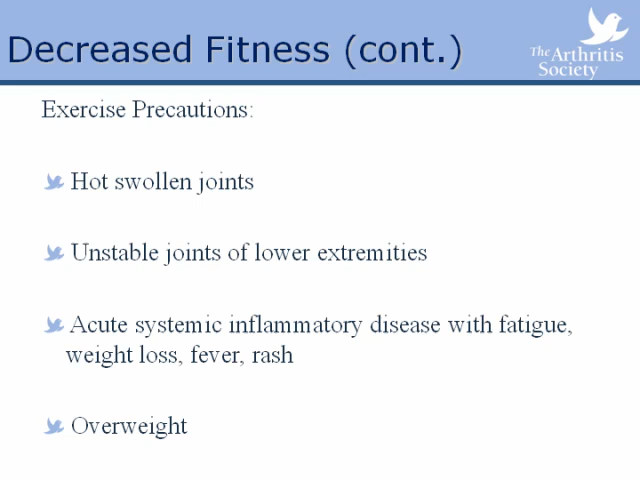 Decreased Fitness (cont.)
The Arthritis
Society
Exercise Precautions:
Hot swollen joints
Unstable joints of lower extremities
Acute systemic inflammatory disease with fatigue,
weight loss, fever, rash
Overweight